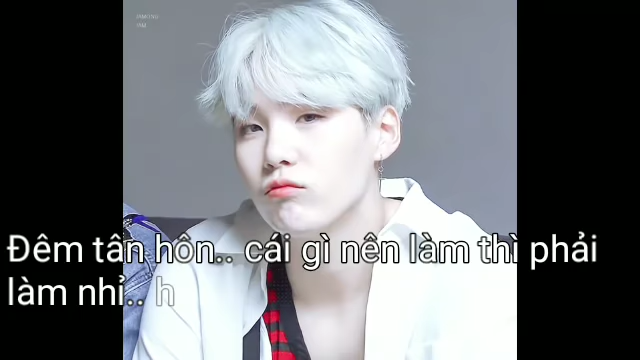 Đêm tân hôn.. cái gì nên làm thì phải
làm nhỉ.. h